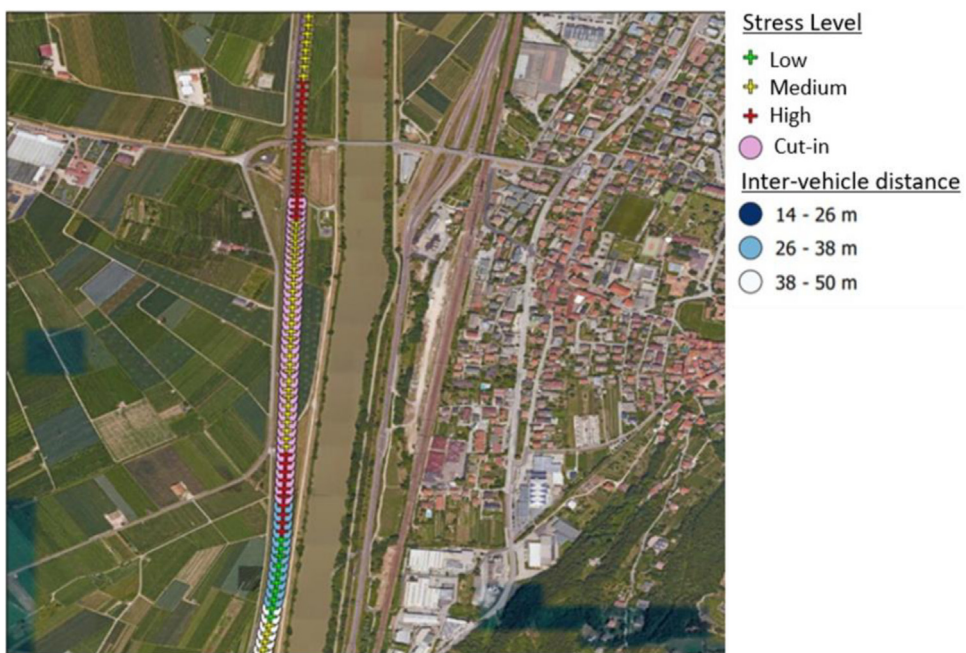 Stress Level
Low
Medium
High
Cut-in
Inter-vehicle distance
14 - 26 m
26 - 38 m
38 - 50 m